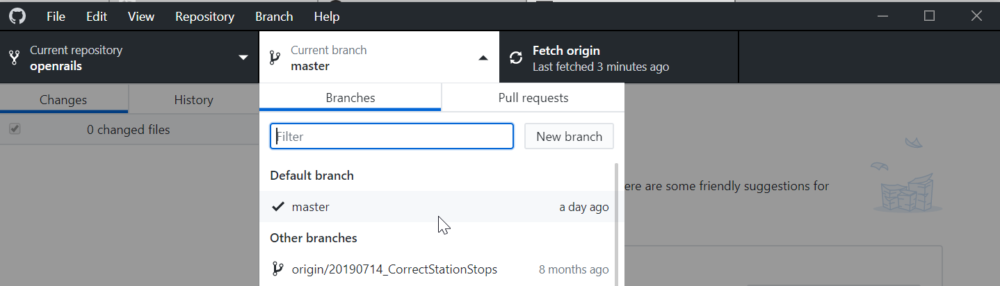 File Edit View Repository Branch Help
Current repository
openrails
Current branch
master
Fetch origin
Last fetched 3 minutes ago
Changes History
0 changed files
Branches Pull requests
Filter New branch
Default branch
master a day ago
ere are some friendly suggestions for
Other branches
origin/20190714_CorrectStationStops 8 months ago